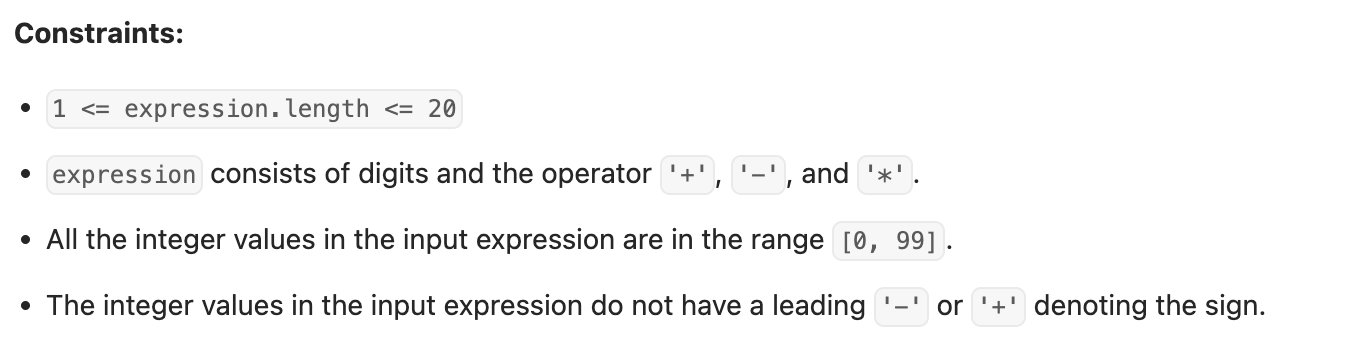 Constraints:
• 1 <= expression.length <= 20
• expression consists of digits and the operator '+', '-', and '*'.
• All the integer values in the input expression are in the range [0, 99].
• The integer values in the input expression do not have a leading '-' or '+' denoting the sign.